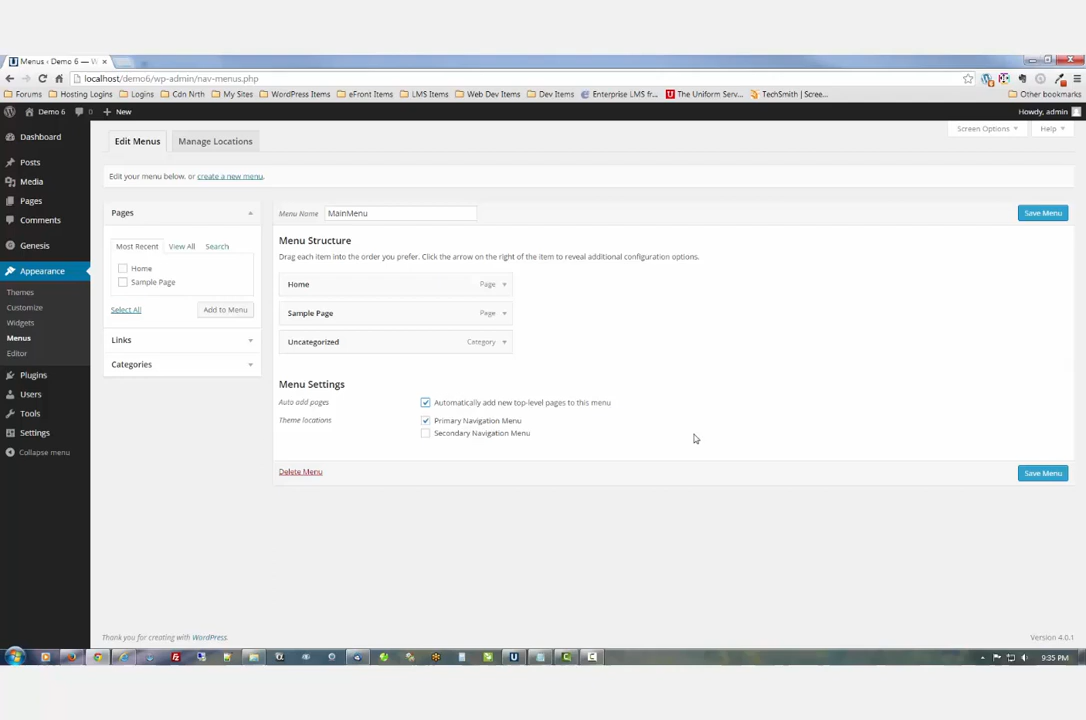 Menus ‹ Demo 6 — W
localhost/demo6/wp-admin/nav-menus.php
Forums Hosting Logins Logins Cdn Nrth My Sites WordPress Items eFront Items LMS Items Web Dev Items Dev Items Enterprise LMS fr... The Uniform Serv... TechSmith | Scree... Other bookmarks
Demo 6 0 New Howdy, admin
Dashboard
Posts
Media
Pages
Comments
Genesis
Appearance
Themes
Customize
Widgets
Menus
Editor
Plugins
Users
Tools
Settings
Collapse menu
Screen Options Help
Edit Menus Manage Locations
Edit your menu below, or create a new menu.
Pages
Most Recent View All Search
Home
Sample Page
Select All Add to Menu
Links
Categories
Menu Name MainMenu Save Menu
Menu Structure
Drag each item into the order you prefer. Click the arrow on the right of the item to reveal additional configuration options.
Home Page
Sample Page Page
Uncategorized Category
Menu Settings
Auto add pages Automatically add new top-level pages to this menu
Theme locations Primary Navigation Menu
Secondary Navigation Menu
Delete Menu Save Menu
Thank you for creating with WordPress. Version 4.0.1
9:35 PM